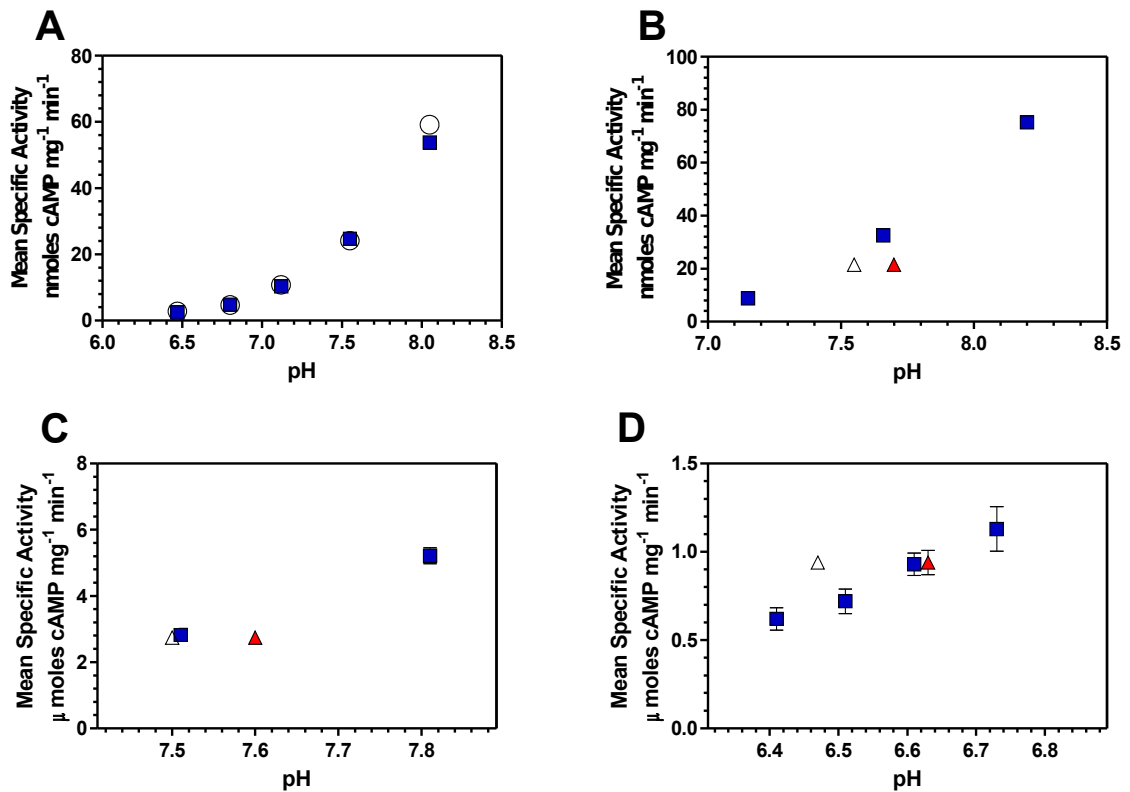 A
Mean Specific Activity
nmoles cAMP mg-1 min-1
80
60
40
20
0
6.0 6.5 7.0 7.5 8.0 8.5
pH
B
Mean Specific Activity
nmoles cAMP mg-1 min-1
100
80
60
40
20
0
7.0 7.5 8.0 8.5
pH
C
Mean Specific Activity
µ moles cAMP mg-1 min-1
8
6
4
2
0
7.5 7.6 7.7 7.8
pH
D
Mean Specific Activity
µ moles cAMP mg-1 min-1
1.5
1.0
0.5
0.0
6.4 6.5 6.6 6.7 6.8
pH